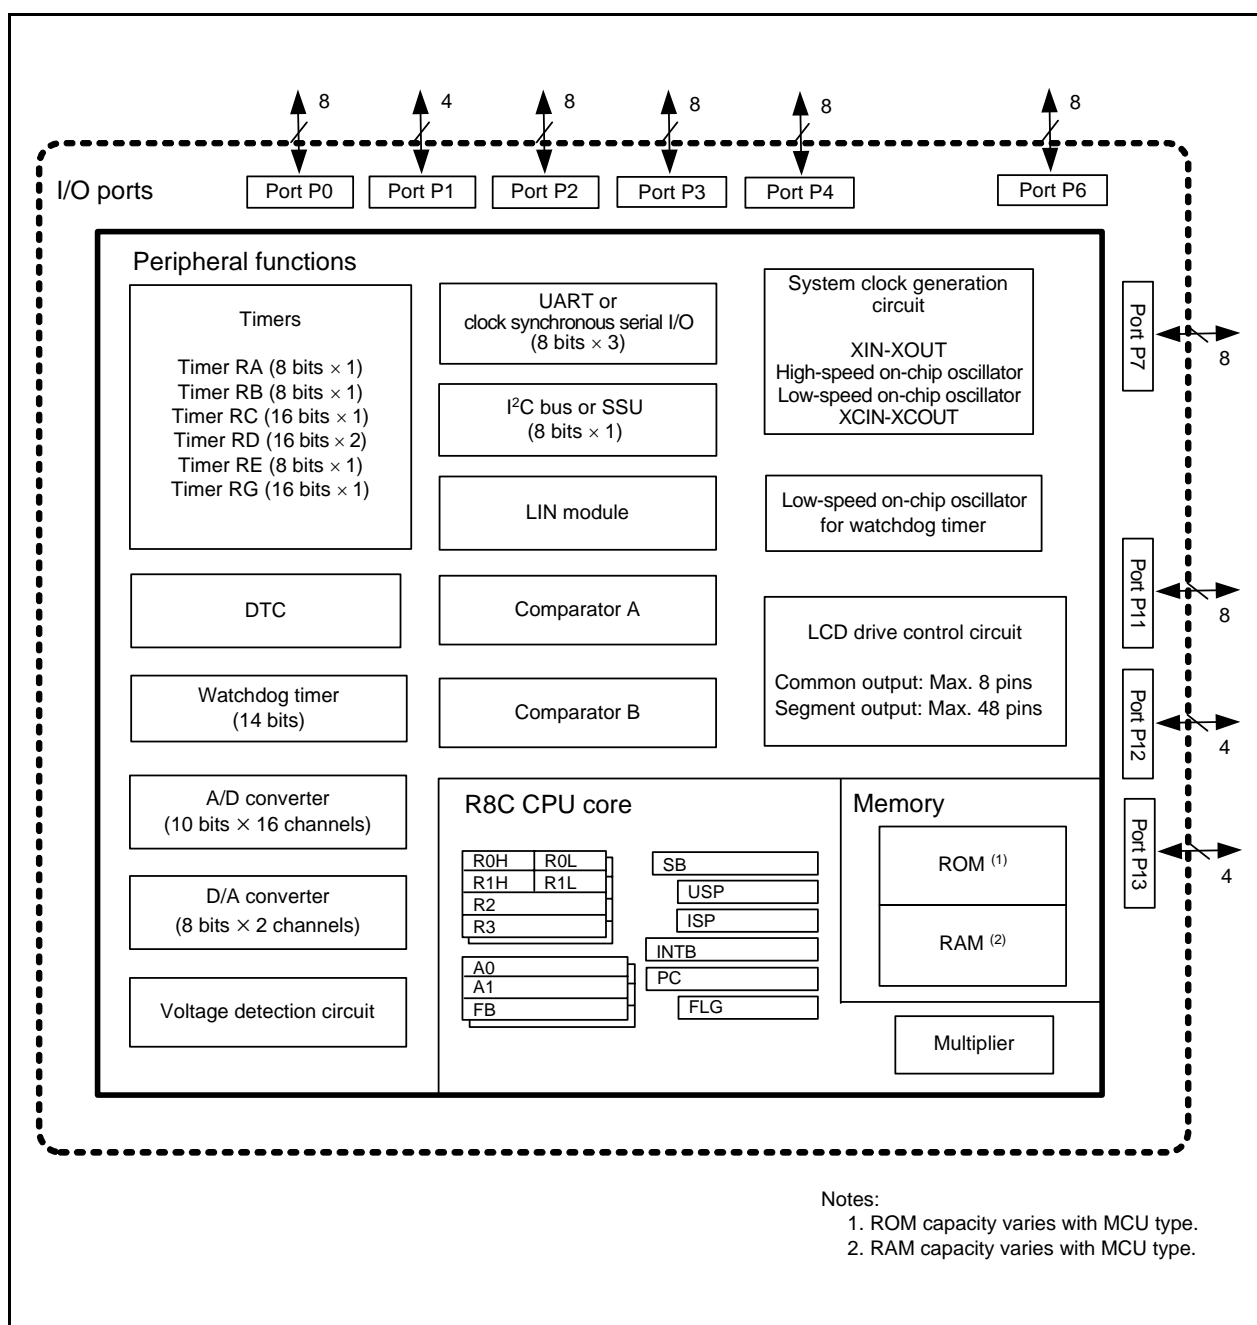 8
4
8
8
8
8
I/O ports
Port P0
Port P1
Port P2
Port P3
Port P4
Port P6
Peripheral functions
Timers
Timer RA (8 bits × 1)
Timer RB (8 bits × 1)
Timer RC (16 bits × 1)
Timer RD (16 bits × 2)
Timer RE (8 bits × 1)
Timer RG (16 bits × 1)
UART or
clock synchronous serial I/O
(8 bits × 3)
I²C bus or SSU
(8 bits × 1)
LIN module
System clock generation
circuit
XIN-XOUT
High-speed on-chip oscillator
Low-speed on-chip oscillator
XCIN-XCOUT
Low-speed on-chip oscillator
for watchdog timer
Port P7
8
DTC
Comparator A
LCD drive control circuit
Common output: Max. 8 pins
Segment output: Max. 48 pins
Port P11
8
Watchdog timer
(14 bits)
Comparator B
Port P12
4
A/D converter
(10 bits × 16 channels)
D/A converter
(8 bits × 2 channels)
Voltage detection circuit
R8C CPU core
R0H
R0L
R1H
R1L
R2
R3
A0
A1
FB
SB
USP
ISP
INTB
PC
FLG
Memory
ROM (1)
RAM (2)
Multiplier
Port P13
4
Notes:
1. ROM capacity varies with MCU type.
2. RAM capacity varies with MCU type.